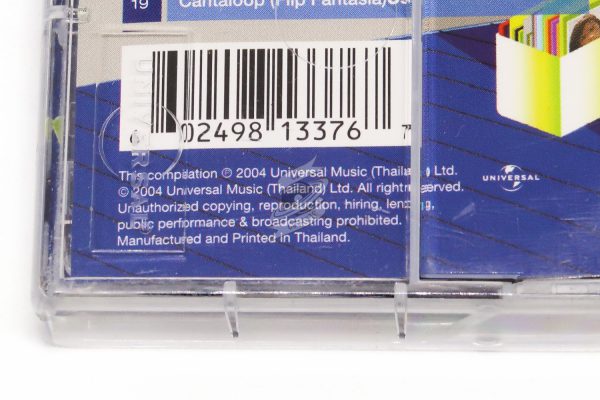 19 Cantaloop (Flip Fantasia)
02498 13376 7
This compilation ℗ 2004 Universal Music (Thailand) Ltd.
© 2004 Universal Music (Thailand) Ltd. All rights reserved.
Unauthorized copying, reproduction, hiring, lending,
public performance & broadcasting prohibited.
Manufactured and Printed in Thailand.
UNIVERSAL